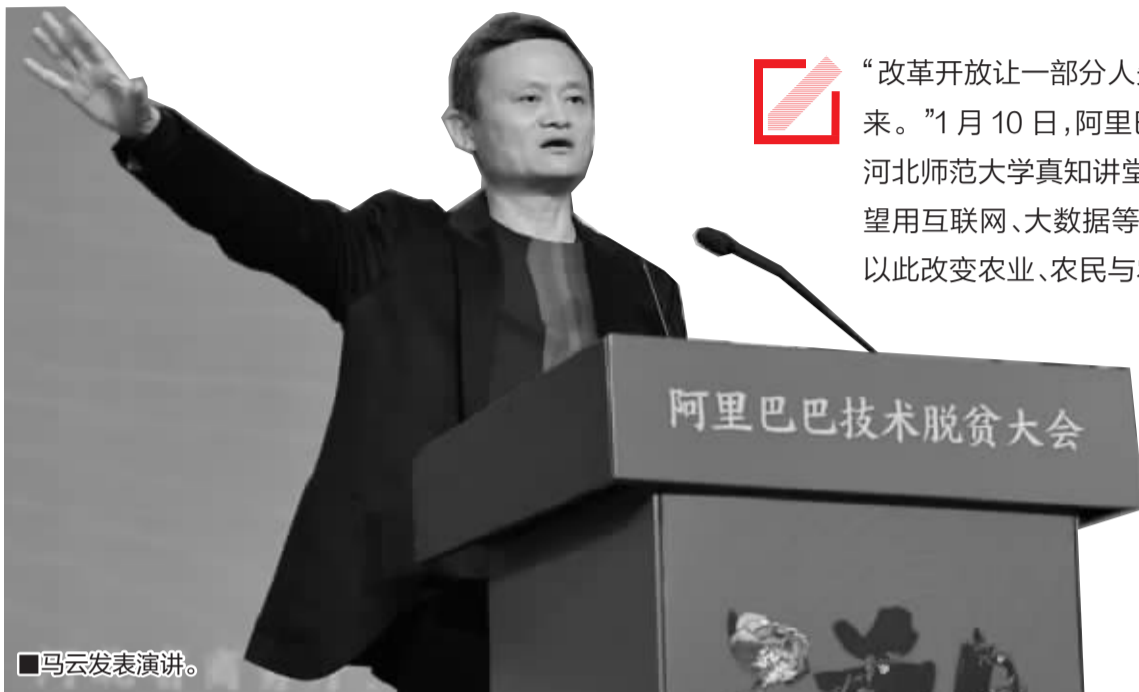 “改革开放让一部分人
来。”1月10日,阿里
河北师范大学真知讲堂
望用互联网、大数据等
以此改变农业、农民与
阿里巴巴技术脱贫大会
■马云发表演讲。